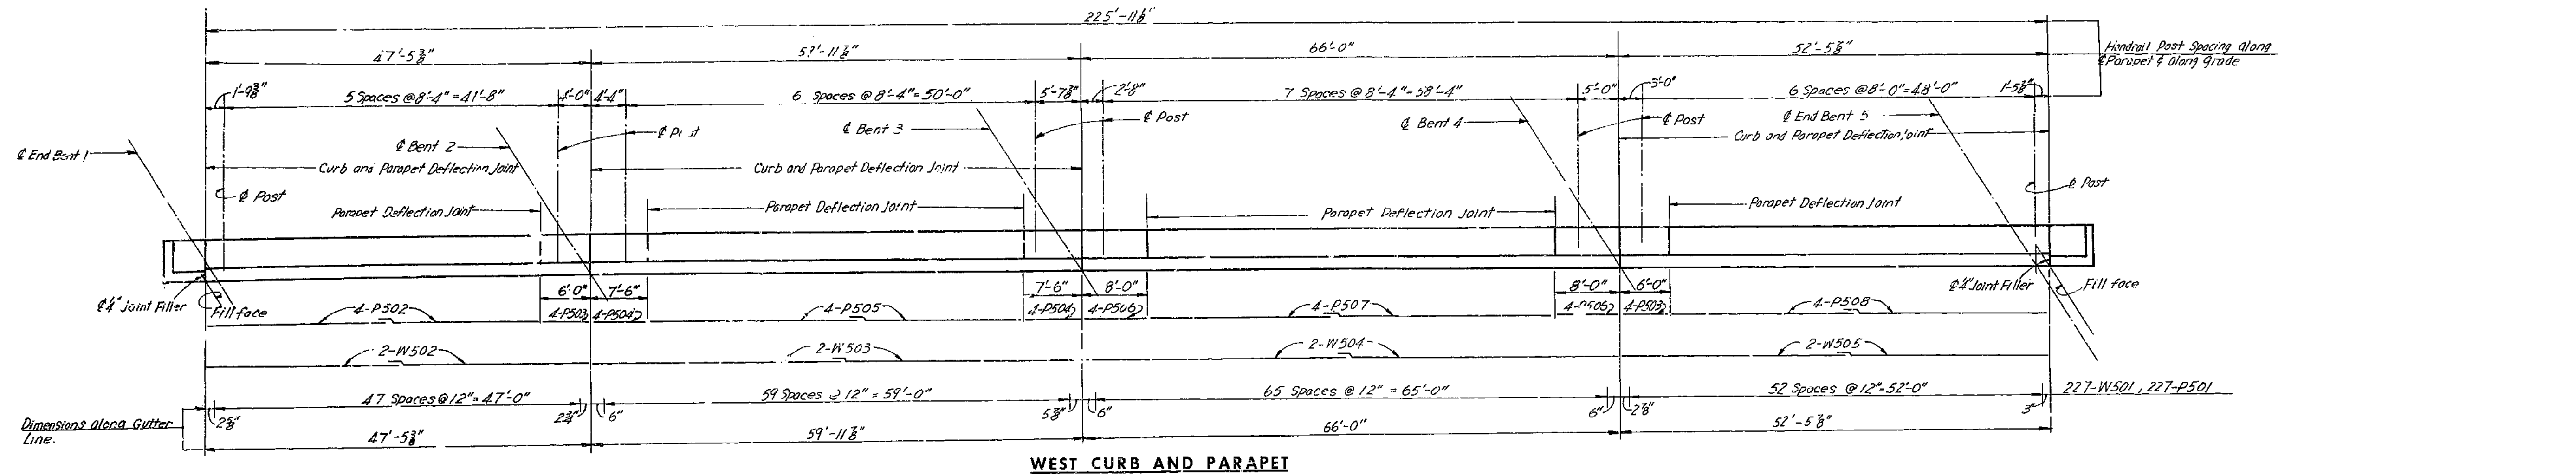 225'-11⅛"
47'-5⅜"
59'-11⅞"
66'-0"
52'-5⅞"
Handrail Post Spacing along
℄ Parapet & Along grade
1'-9⅜"
5 Spaces @ 8'-4" = 41'-8"
4'-0"
4'-4"
6 Spaces @ 8'-4" = 50'-0"
5'-7⅞"
2'-8"
7 Spaces @ 8'-4" = 58'-4"
5'-0"
3'-0"
6 Spaces @ 8'-0" = 48'-0"
1'-5⅞"
℄ End Bent 1
℄ Bent 2
℄ Post
℄ Bent 3
℄ Post
℄ Bent 4
℄ Post
℄ End Bent 5
Curb and Parapet Deflection Joint
Curb and Parapet Deflection Joint
Curb and Parapet Deflection Joint
℄ Post
℄ Post
Parapet Deflection Joint
Parapet Deflection Joint
Parapet Deflection Joint
Parapet Deflection Joint
℄ ¼" Joint Filler
Fill face
6'-0"
7'-6"
7'-6"
8'-0"
8'-0"
6'-0"
℄ ¼" Joint Filler
Fill face
4-P502
4-P503
4-P504
4-P505
4-P504
4-P506
4-P507
4-P506
4-P503
4-P508
2-W502
2-W503
2-W504
2-W505
47 Spaces @ 12" = 47'-0"
59 Spaces @ 12" = 59'-0"
65 Spaces @ 12" = 65'-0"
52 Spaces @ 12" = 52'-0"
227-W501, 227-P501
2⅝"
2¾"
6"
5⅞"
6"
6"
2⅞"
3"
Dimensions along Gutter
Line.
47'-5⅜"
59'-11⅞"
66'-0"
52'-5⅞"
WEST CURB AND PARAPET